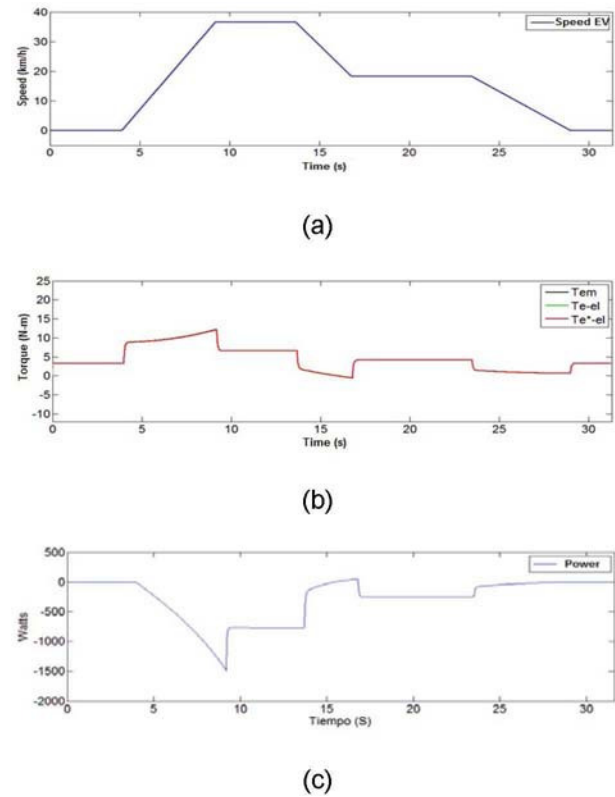 40
30
20
10
0
Speed (km/h)
Speed EV
0 5 10 15 20 25 30
Time (s)
(a)
25
20
15
10
5
0
-5
-10
Torque (N-m)
Tem
Te-el
Te*-el
0 5 10 15 20 25 30
Time (s)
(b)
500
0
-500
-1000
-1500
-2000
Watts
Power
0 5 10 15 20 25 30
Tiempo (S)
(c)